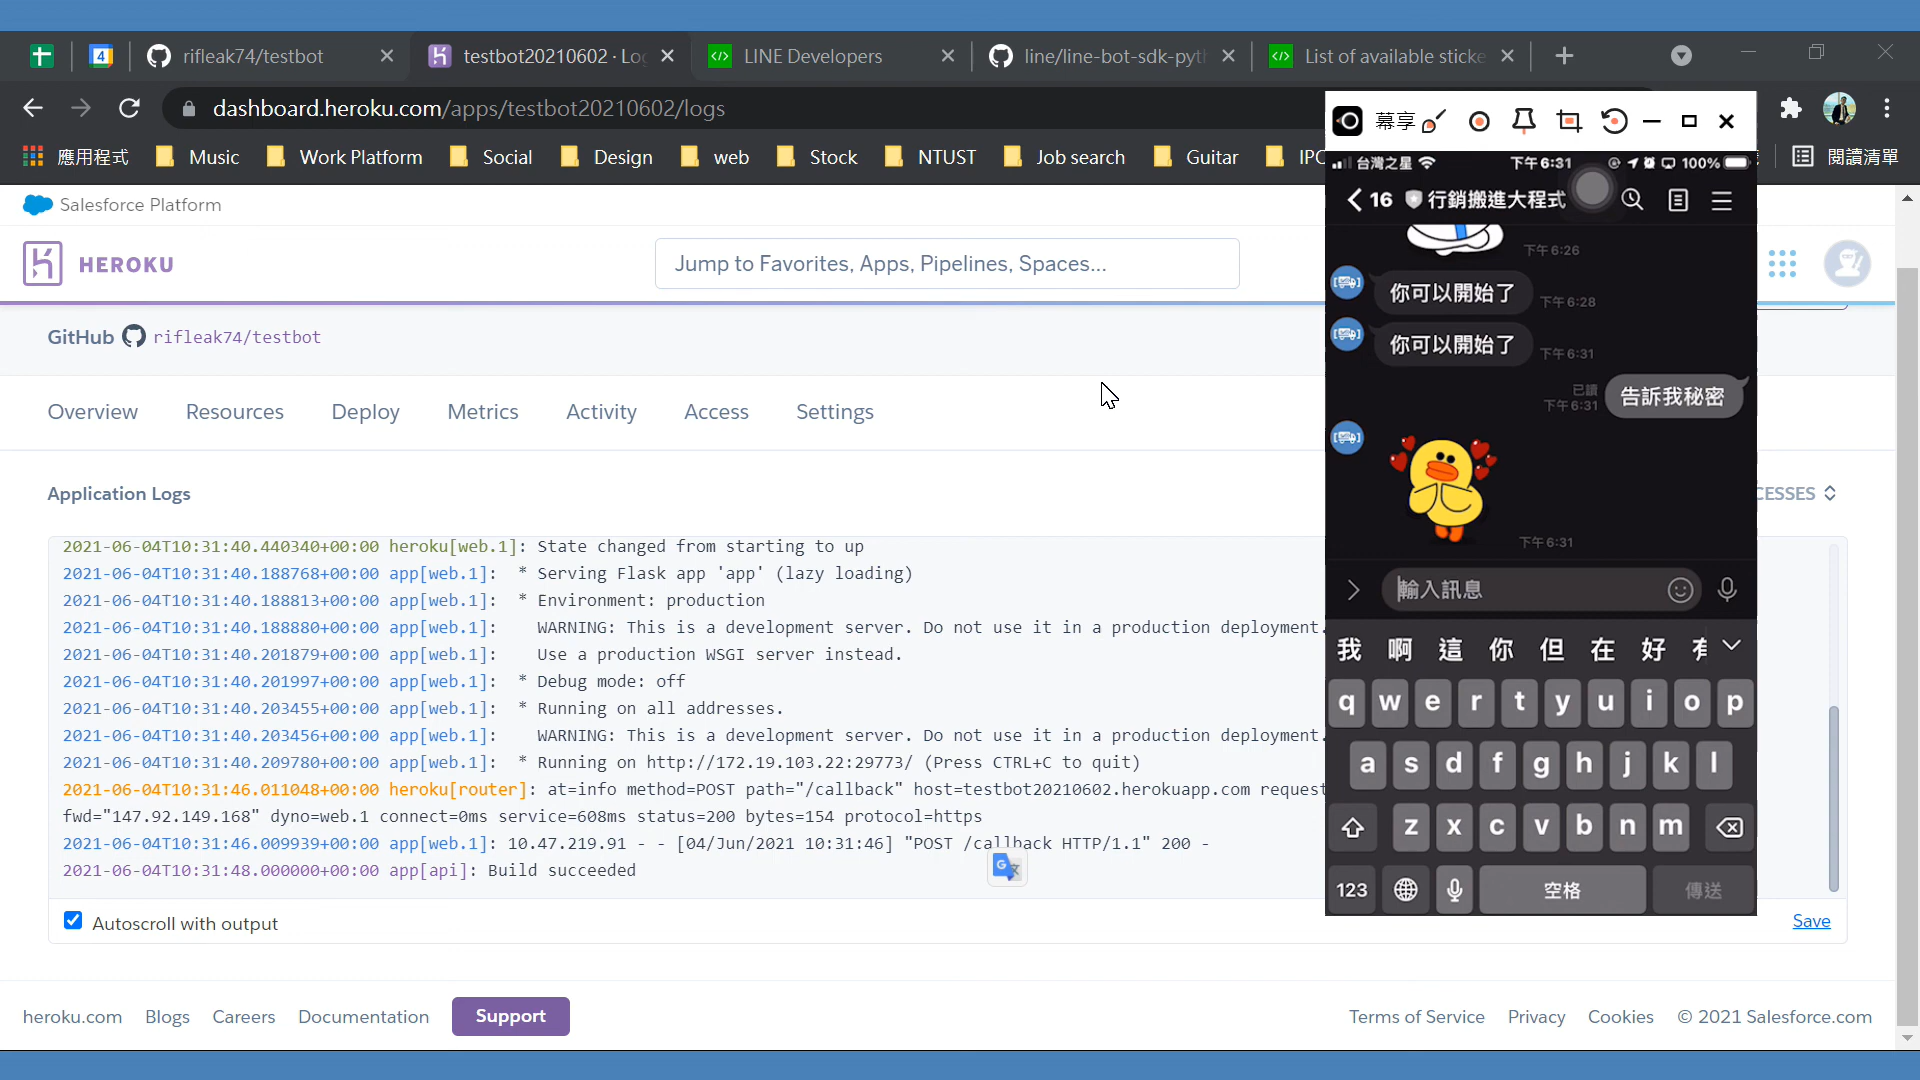 rifleak74/testbot
testbot20210602 · Log
LINE Developers
line/line-bot-sdk-pyth
List of available sticke
dashboard.heroku.com/apps/testbot20210602/logs
應用程式 Music Work Platform Social Design web Stock NTUST Job search Guitar IPC 閱讀清單
Salesforce Platform
HEROKU
Jump to Favorites, Apps, Pipelines, Spaces...
GitHub rifleak74/testbot
Overview Resources Deploy Metrics Activity Access Settings
Application Logs
CESSES
2021-06-04T10:31:40.440340+00:00 heroku[web.1]: State changed from starting to up
2021-06-04T10:31:40.188768+00:00 app[web.1]: * Serving Flask app 'app' (lazy loading)
2021-06-04T10:31:40.188813+00:00 app[web.1]: * Environment: production
2021-06-04T10:31:40.188880+00:00 app[web.1]: WARNING: This is a development server. Do not use it in a production deployment.
2021-06-04T10:31:40.201879+00:00 app[web.1]: Use a production WSGI server instead.
2021-06-04T10:31:40.201997+00:00 app[web.1]: * Debug mode: off
2021-06-04T10:31:40.203455+00:00 app[web.1]: * Running on all addresses.
2021-06-04T10:31:40.203456+00:00 app[web.1]: WARNING: This is a development server. Do not use it in a production deployment.
2021-06-04T10:31:40.209780+00:00 app[web.1]: * Running on http://172.19.103.22:29773/ (Press CTRL+C to quit)
2021-06-04T10:31:46.011048+00:00 heroku[router]: at=info method=POST path="/callback" host=testbot20210602.herokuapp.com request
fwd="147.92.149.168" dyno=web.1 connect=0ms service=608ms status=200 bytes=154 protocol=https
2021-06-04T10:31:46.009939+00:00 app[web.1]: 10.47.219.91 - - [04/Jun/2021 10:31:46] "POST /callback HTTP/1.1" 200 -
2021-06-04T10:31:48.000000+00:00 app[api]: Build succeeded
Autoscroll with output
Save
heroku.com Blogs Careers Documentation Support
Terms of Service Privacy Cookies © 2021 Salesforce.com
幕享
台灣之星 下午6:31 100%
16 行銷搬進大程式
下午6:26
你可以開始了 下午6:28
你可以開始了 下午6:31
已讀
下午6:31
告訴我秘密
下午6:31
輸入訊息
我 啊 這 你 但 在 好
q w e r t y u i o p
a s d f g h j k l
z x c v b n m
123 空格 傳送